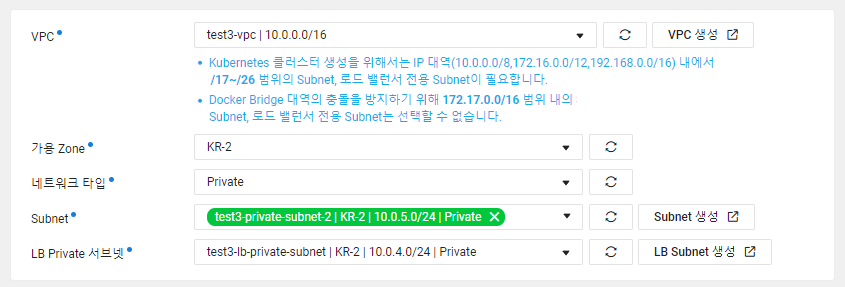 VPC
test3-vpc | 10.0.0.0/16
VPC 생성
• Kubernetes 클러스터 생성을 위해서는 IP 대역(10.0.0.0/8,172.16.0.0/12,192.168.0.0/16) 내에서
/17~/26 범위의 Subnet, 로드 밸런서 전용 Subnet이 필요합니다.
• Docker Bridge 대역의 충돌을 방지하기 위해 172.17.0.0/16 범위 내의
Subnet, 로드 밸런서 전용 Subnet는 선택할 수 없습니다.
가용 Zone
KR-2
네트워크 타입
Private
Subnet
test3-private-subnet-2 | KR-2 | 10.0.5.0/24 | Private
Subnet 생성
LB Private 서브넷
test3-lb-private-subnet | KR-2 | 10.0.4.0/24 | Private
LB Subnet 생성